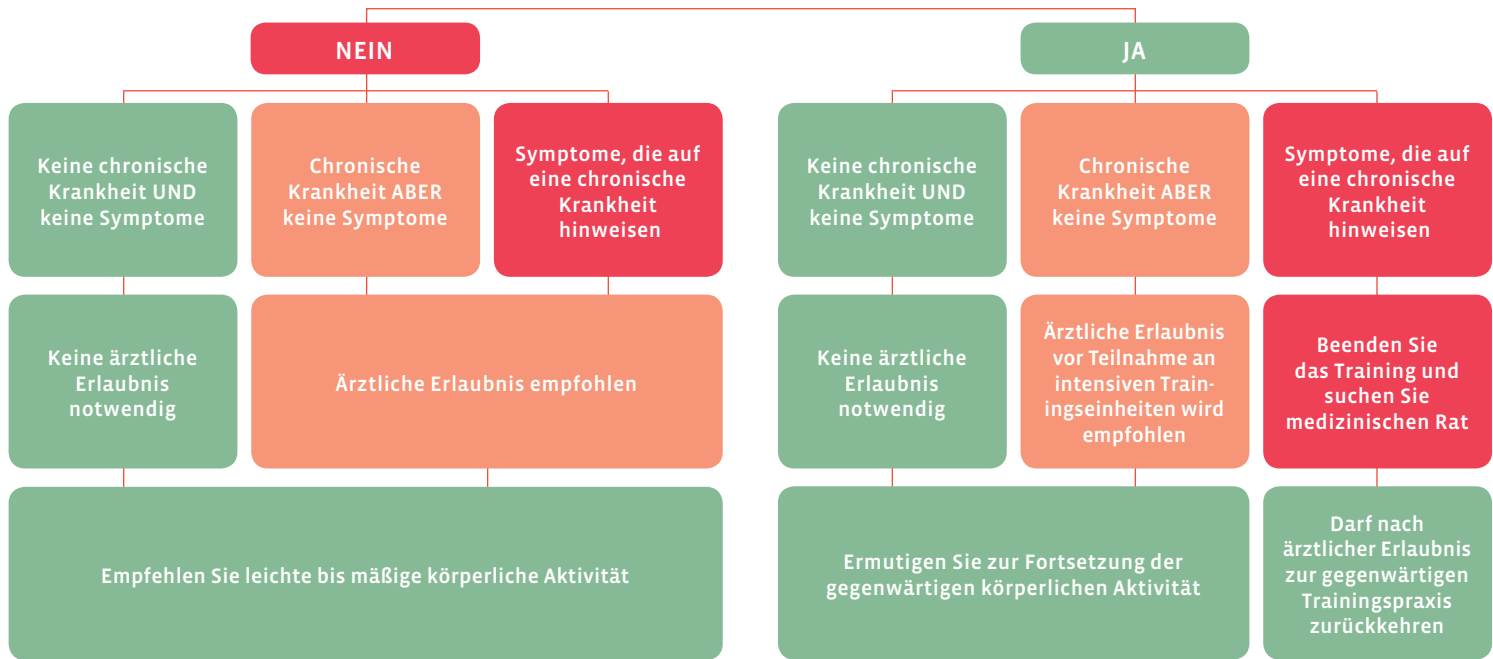 NEIN
JA
Keine chronische
Krankheit UND
keine Symptome
Chronische
Krankheit ABER
keine Symptome
Symptome, die auf
eine chronische
Krankheit
hinweisen
Keine chronische
Krankheit UND
keine Symptome
Chronische
Krankheit ABER
keine Symptome
Symptome, die auf
eine chronische
Krankheit
hinweisen
Keine ärztliche
Erlaubnis
notwendig
Ärztliche Erlaubnis empfohlen
Keine ärztliche
Erlaubnis
notwendig
Ärztliche Erlaubnis
vor Teilnahme an
intensiven Train-
ingseinheiten wird
empfohlen
Beenden Sie
das Training und
suchen Sie
medizinischen Rat
Empfehlen Sie leichte bis mäßige körperliche Aktivität
Ermutigen Sie zur Fortsetzung der
gegenwärtigen körperlichen Aktivität
Darf nach
ärztlicher Erlaubnis
zur gegenwärtigen
Trainingspraxis
zurückkehren